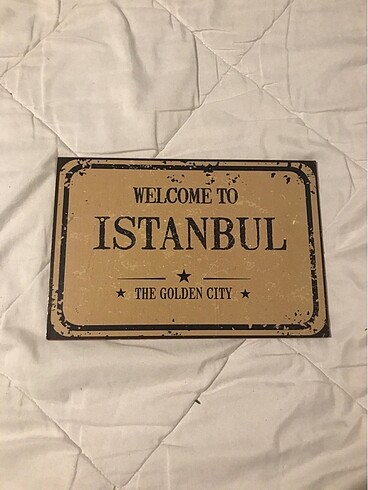 WELCOME TO
ISTANBUL
THE GOLDEN CITY